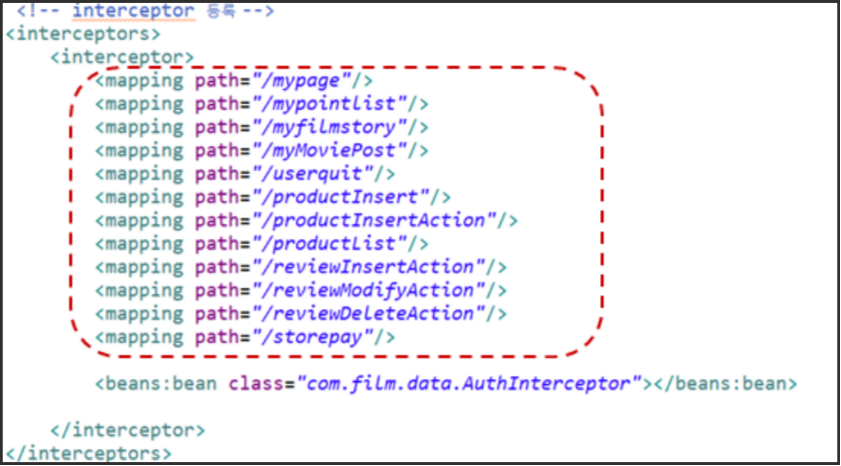 <!-- interceptor 등록 -->
<interceptors>
<interceptor>
<mapping path="/mypage"/>
<mapping path="/mypointlist"/>
<mapping path="/myfilmstory"/>
<mapping path="/myMoviePost"/>
<mapping path="/userquit"/>
<mapping path="/productInsert"/>
<mapping path="/productInsertAction"/>
<mapping path="/productList"/>
<mapping path="/reviewInsertAction"/>
<mapping path="/reviewModifyAction"/>
<mapping path="/reviewDeleteAction"/>
<mapping path="/storepay"/>
<beans:bean class="com.film.data.AuthInterceptor"></beans:bean>
</interceptor>
</interceptors>